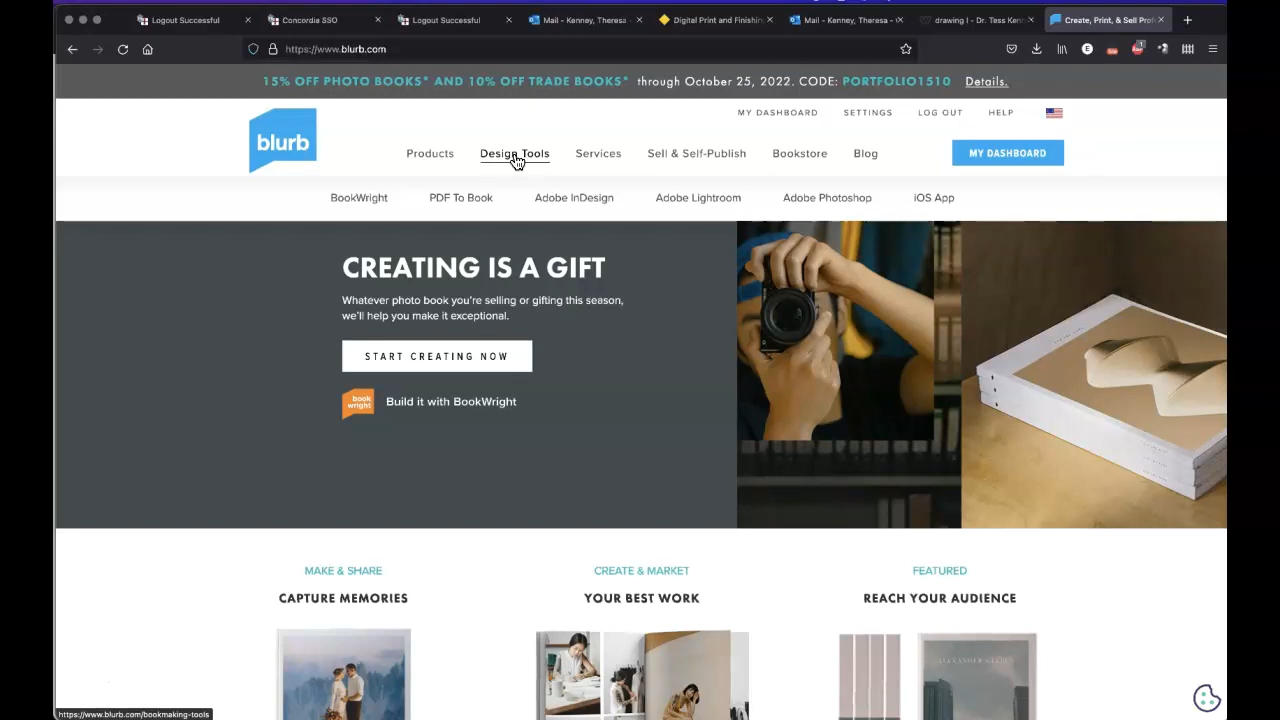 Logout Successful
Concordia SSO
Logout Successful
Mail - Kenney, Theresa -
Digital Print and Finishing
Mail - Kenney, Theresa -
drawing I - Dr. Tess Kenn
Create, Print, & Sell Prof
https://www.blurb.com
15% OFF PHOTO BOOKS* AND 10% OFF TRADE BOOKS* through October 25, 2022. CODE: PORTFOLIO1510 Details.
MY DASHBOARD SETTINGS LOG OUT HELP
blurb
Products Design Tools Services Sell & Self-Publish Bookstore Blog MY DASHBOARD
BookWright PDF To Book Adobe InDesign Adobe Lightroom Adobe Photoshop iOS App
CREATING IS A GIFT
Whatever photo book you're selling or gifting this season,
we'll help you make it exceptional.
START CREATING NOW
book
wright
Build it with BookWright
MAKE & SHARE
CAPTURE MEMORIES
CREATE & MARKET
YOUR BEST WORK
FEATURED
REACH YOUR AUDIENCE
https://www.blurb.com/bookmaking-tools